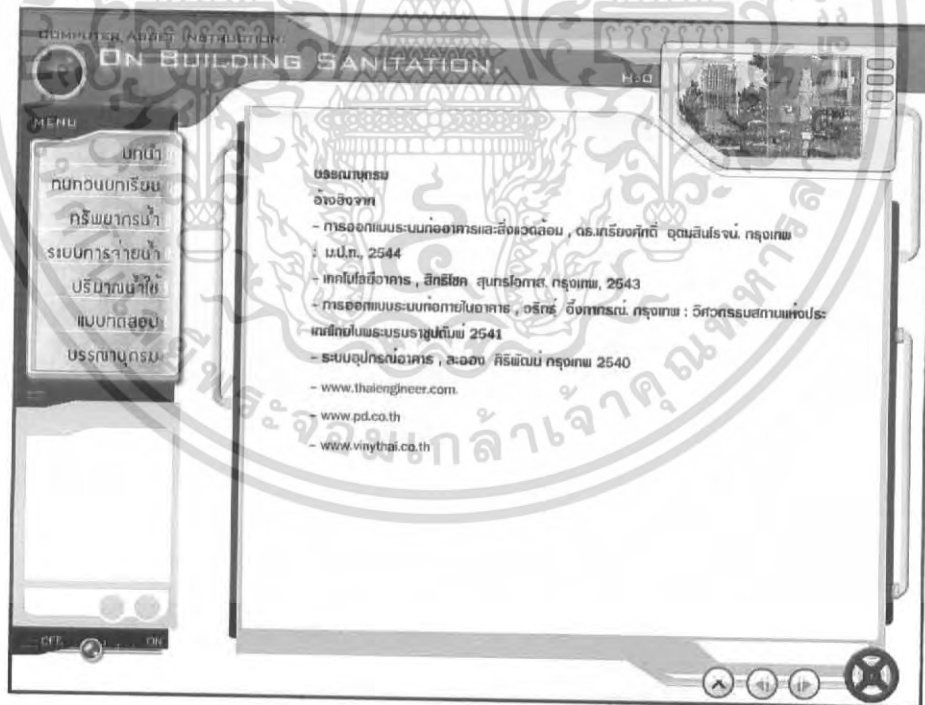 COMPUTER ASSIST INSTRUCTION:
ON BUILDING SANITATION.
H2O
MENU
บทนำ
ทบทวนบทเรียน
ทรัพยากรน้ำ
ระบบการจ่ายน้ำ
ปริมาณน้ำใช้
แบบทดสอบ
บรรณานุกรม
บรรณานุกรม
อ้างอิงจาก
- การออกแบบระบบท่ออาคารและสิ่งแวดล้อม , ดร.เกรียงศักดิ์ อุดมสินโรจน์. กรุงเทพ
: ม.ป.ท., 2544
- เทคโนโลยีอาคาร , สิทธิโชค สุนทรโอภาส. กรุงเทพ, 2543
- การออกแบบระบบท่อภายในอาคาร , วริทธิ์ อึ้งภากรณ์. กรุงเทพ : วิศวกรรมสถานแห่งประ
เทศไทยในพระบรมราชูปถัมภ์ 2541
- ระบบอุปกรณ์อาคาร , ละออง ศิริพัฒน์ กรุงเทพ 2540
- www.thaiengineer.com.
- www.pd.co.th
- www.vinythai.co.th
OFF ON